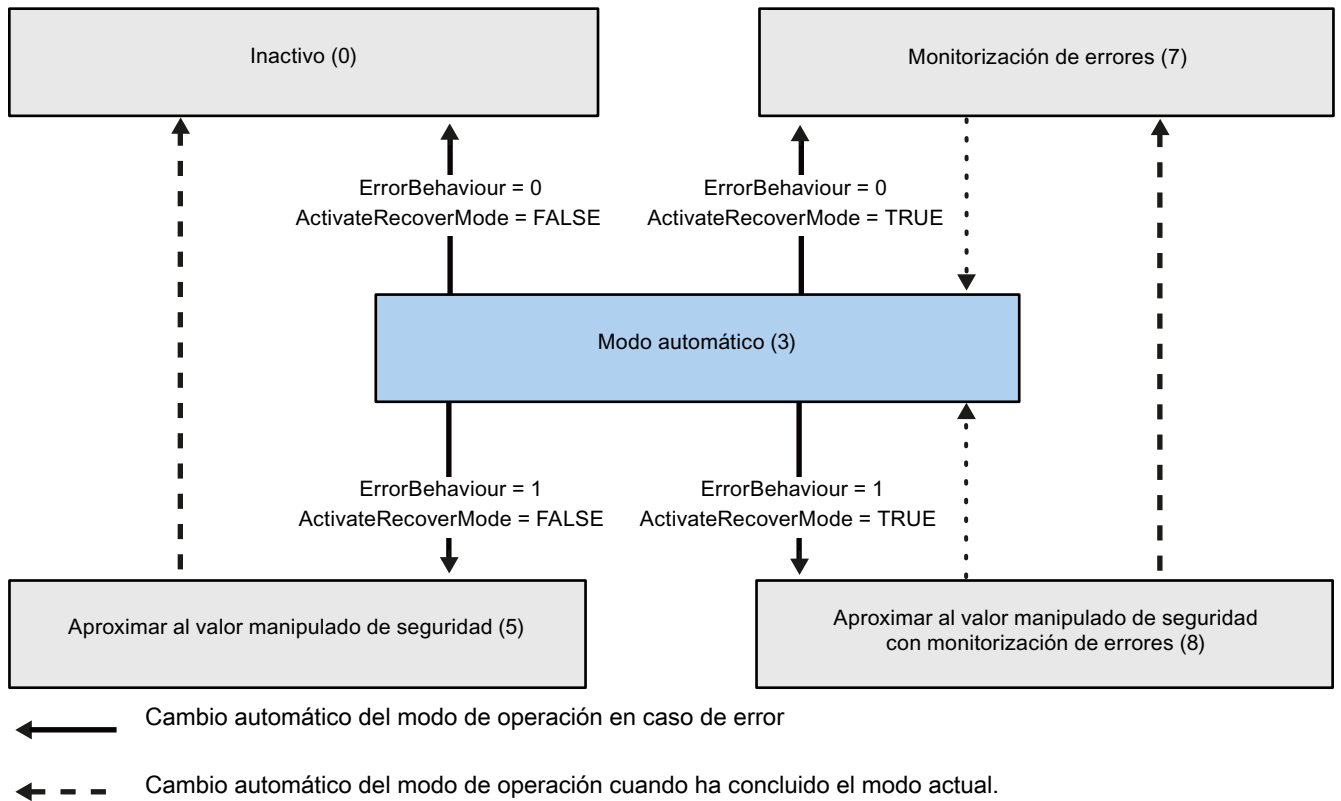 Inactivo (0)
Monitorización de errores (7)
ErrorBehaviour = 0
ActivateRecoverMode = FALSE
ErrorBehaviour = 0
ActivateRecoverMode = TRUE
Modo automático (3)
ErrorBehaviour = 1
ActivateRecoverMode = FALSE
ErrorBehaviour = 1
ActivateRecoverMode = TRUE
Aproximar al valor manipulado de seguridad (5)
Aproximar al valor manipulado de seguridad
con monitorización de errores (8)
Cambio automático del modo de operación en caso de error
Cambio automático del modo de operación cuando ha concluido el modo actual.